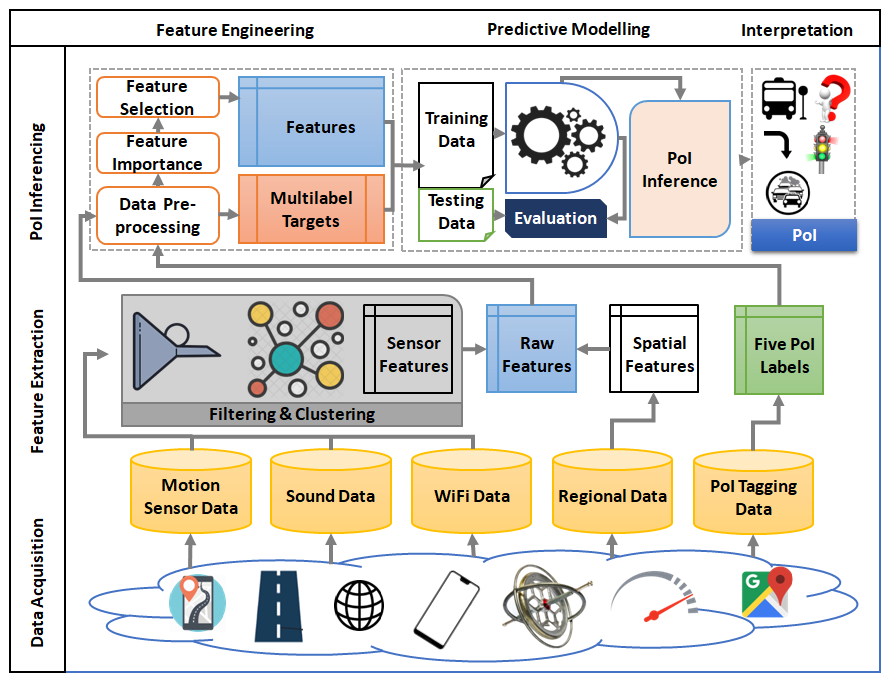 Feature Engineering
Predictive Modelling
Interpretation
PoI Inferencing
Feature
Selection
Feature
Importance
Data Pre-
processing
Features
Multilabel
Targets
Training
Data
Testing
Data
Evaluation
PoI
Inference
PoI
Feature Extraction
Sensor
Features
Filtering & Clustering
Raw
Features
Spatial
Features
Five PoI
Labels
Data Acquisition
Motion
Sensor Data
Sound Data
WiFi Data
Regional Data
PoI Tagging
Data
G